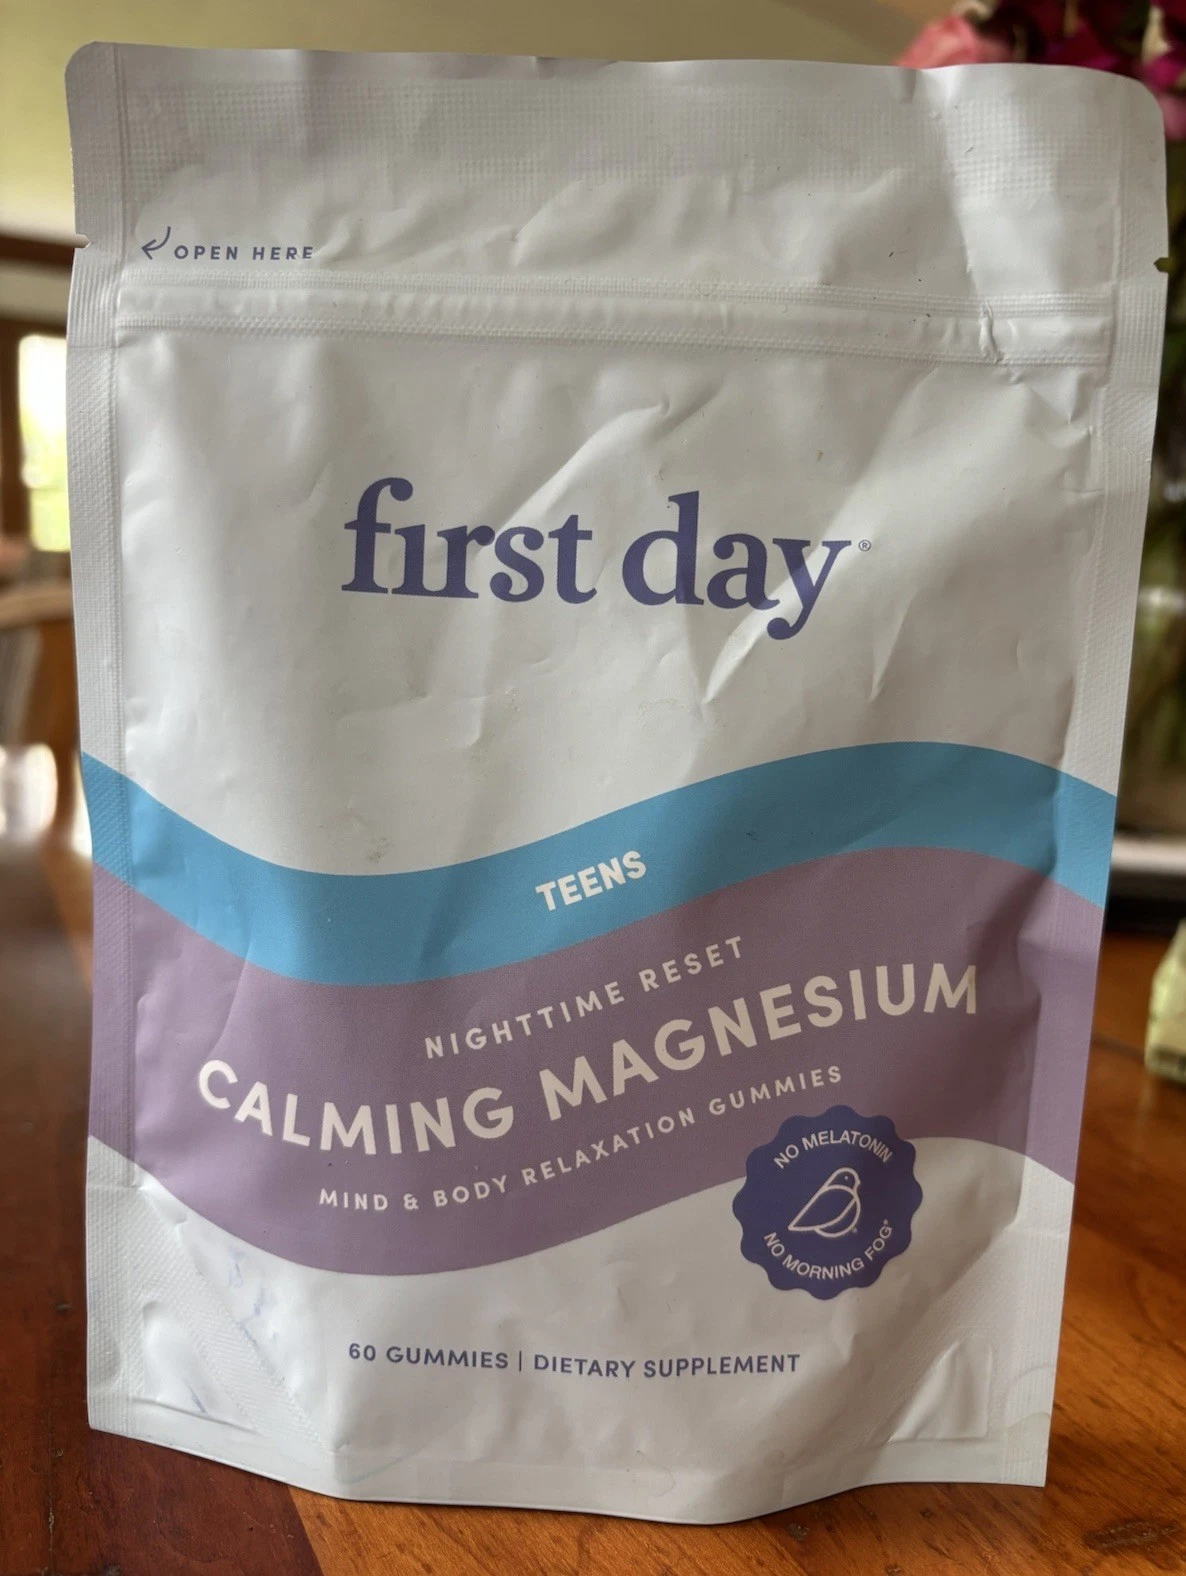 OPEN HERE
first day®
TEENS
NIGHTTIME RESET
CALMING MAGNESIUM
MIND & BODY RELAXATION GUMMIES
NO MELATONIN
NO MORNING FOG*
60 GUMMIES | DIETARY SUPPLEMENT